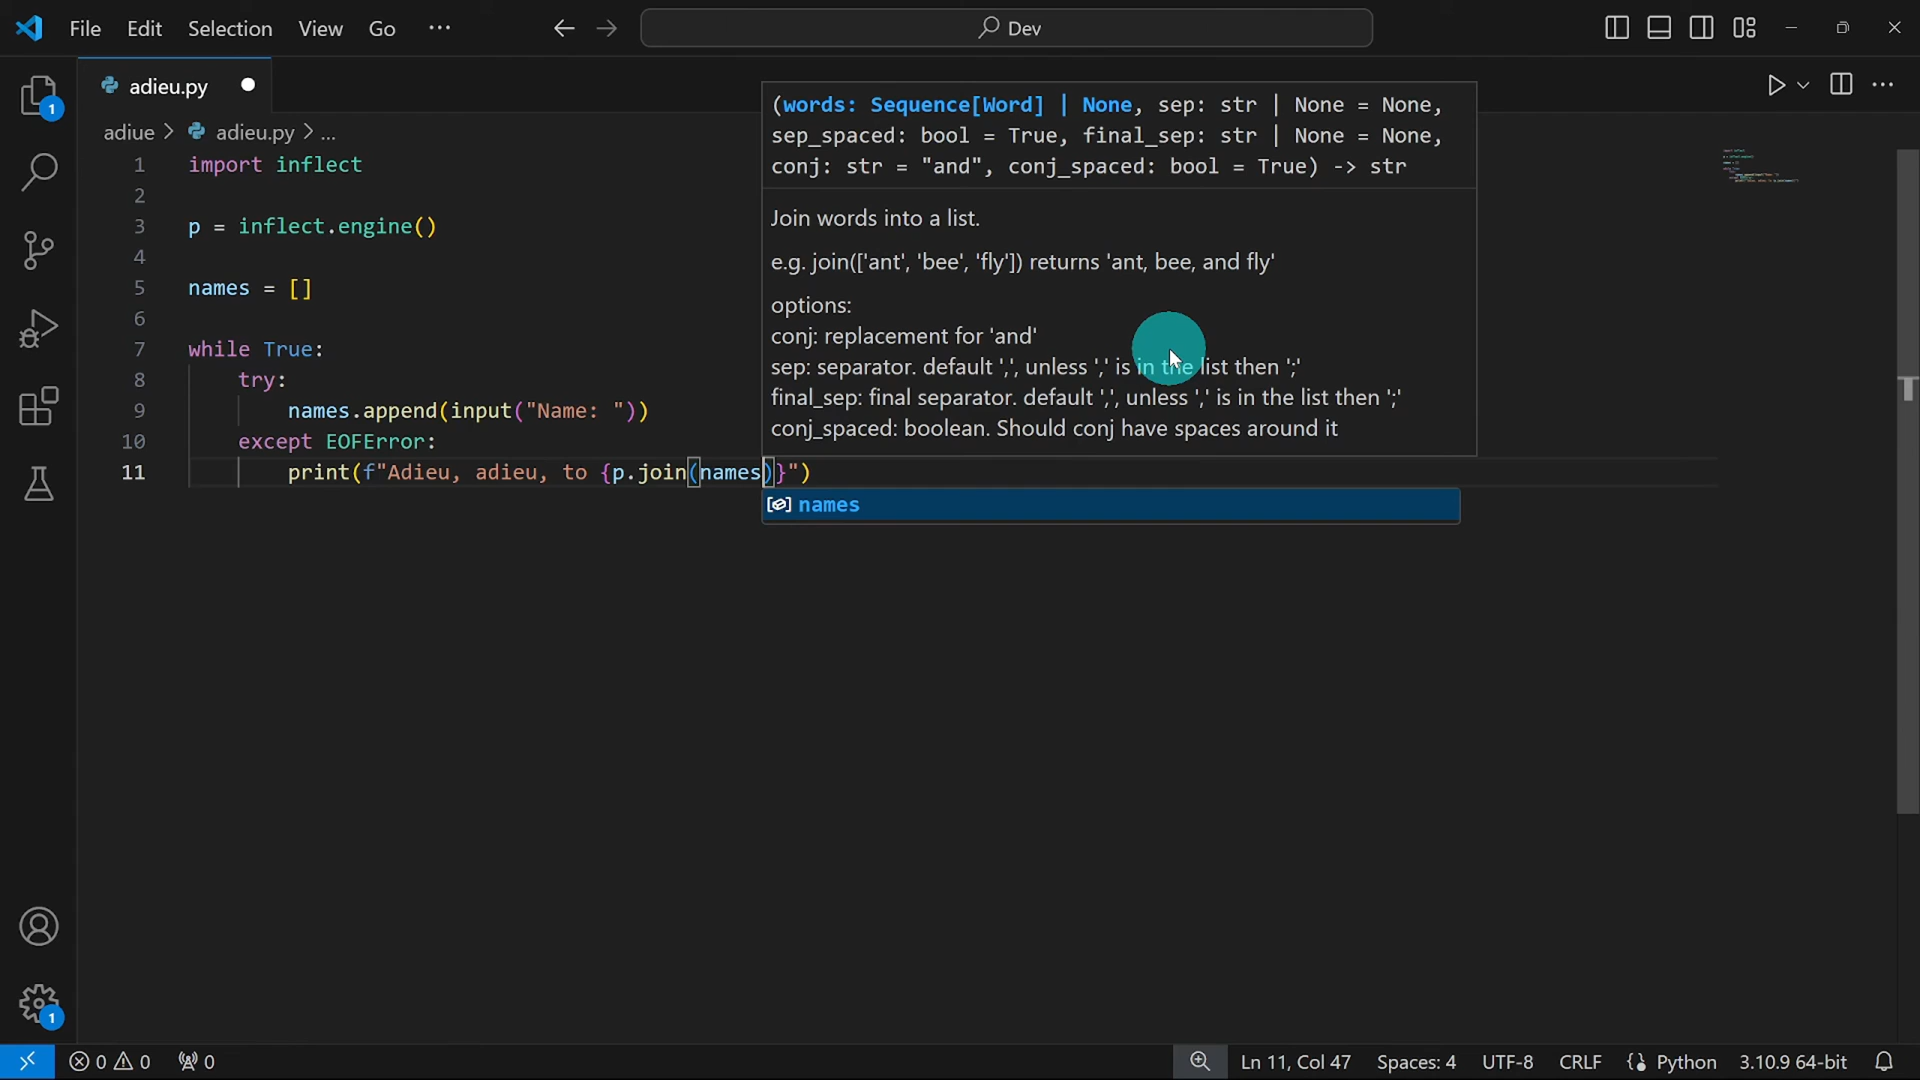 File Edit Selection View Go ··· Dev
adieu.py
adiue > adieu.py > ...
1 import inflect
2
3 p = inflect.engine()
4
5 names = []
6
7 while True:
8 try:
9 names.append(input("Name: "))
10 except EOFError:
11 print(f"Adieu, adieu, to {p.join(names)}")
(words: Sequence[Word] | None, sep: str | None = None,
sep_spaced: bool = True, final_sep: str | None = None,
conj: str = "and", conj_spaced: bool = True) -> str
Join words into a list.
e.g. join(['ant', 'bee', 'fly']) returns 'ant, bee, and fly'
options:
conj: replacement for 'and'
sep: separator. default ',', unless ',' is in the list then ';'
final_sep: final separator. default ',', unless ',' is in the list then ';'
conj_spaced: boolean. Should conj have spaces around it
names
1
1
0 0 0 Ln 11, Col 47 Spaces: 4 UTF-8 CRLF Python 3.10.9 64-bit